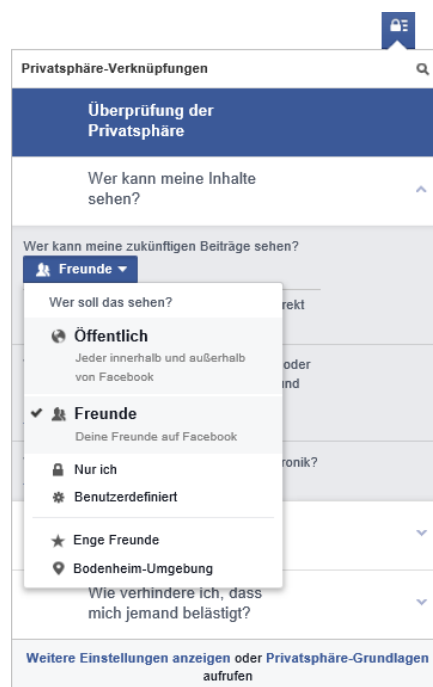 Privatsphäre-Verknüpfungen
Überprüfung der
Privatsphäre
Wer kann meine Inhalte
sehen?
Wer kann meine zukünftigen Beiträge sehen?
Freunde
Wer soll das sehen?
rekt
Öffentlich
Jeder innerhalb und außerhalb
von Facebook
oder
und
Freunde
Deine Freunde auf Facebook
Nur ich
ronik?
Benutzerdefiniert
Enge Freunde
Bodenheim-Umgebung
Wie verhindere ich, dass
mich jemand belästigt?
Weitere Einstellungen anzeigen oder Privatsphäre-Grundlagen
aufrufen